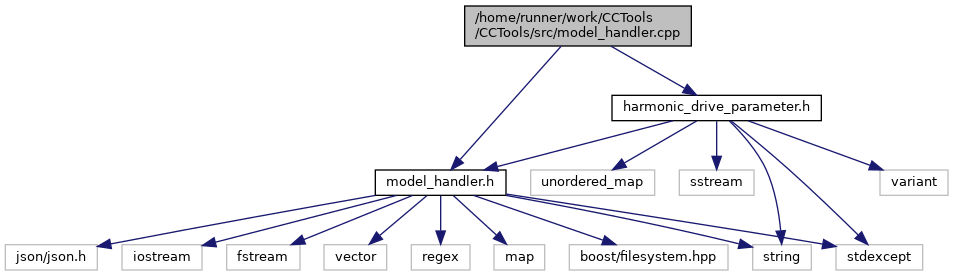 /home/runner/work/CCTools
/CCTools/src/model_handler.cpp
harmonic_drive_parameter.h
model_handler.h
unordered_map
sstream
variant
json/json.h
iostream
fstream
vector
regex
map
boost/filesystem.hpp
string
stdexcept